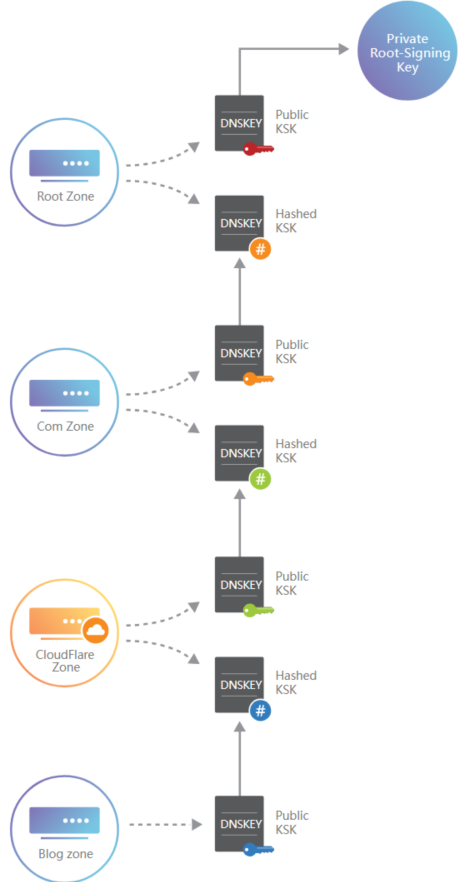 Private
Root-Signing
Key
DNSKEY
Public
KSK
Root Zone
DNSKEY
#
Hashed
KSK
DNSKEY
Public
KSK
Com Zone
DNSKEY
#
Hashed
KSK
DNSKEY
Public
KSK
CloudFlare
Zone
DNSKEY
#
Hashed
KSK
DNSKEY
Public
KSK
Blog zone